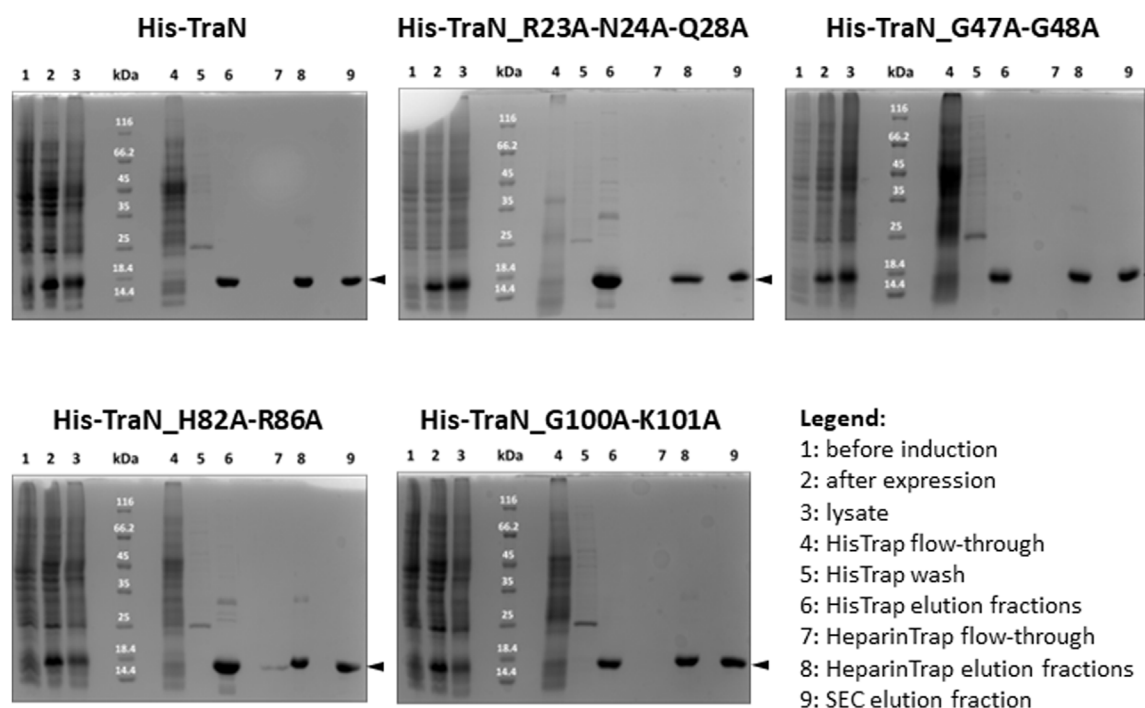 His-TraN
1 2 3 kDa 4 5 6 7 8 9
116
66.2
45
35
25
18.4
14.4
His-TraN_R23A-N24A-Q28A
1 2 3 kDa 4 5 6 7 8 9
116
66.2
45
35
25
18.4
14.4
His-TraN_G47A-G48A
1 2 3 kDa 4 5 6 7 8 9
116
66.2
45
35
25
18.4
14.4
His-TraN_H82A-R86A
1 2 3 kDa 4 5 6 7 8 9
116
66.2
45
35
25
18.4
14.4
His-TraN_G100A-K101A
1 2 3 kDa 4 5 6 7 8 9
116
66.2
45
35
25
18.4
14.4
Legend:
1: before induction
2: after expression
3: lysate
4: HisTrap flow-through
5: HisTrap wash
6: HisTrap elution fractions
7: HeparinTrap flow-through
8: HeparinTrap elution fractions
9: SEC elution fraction